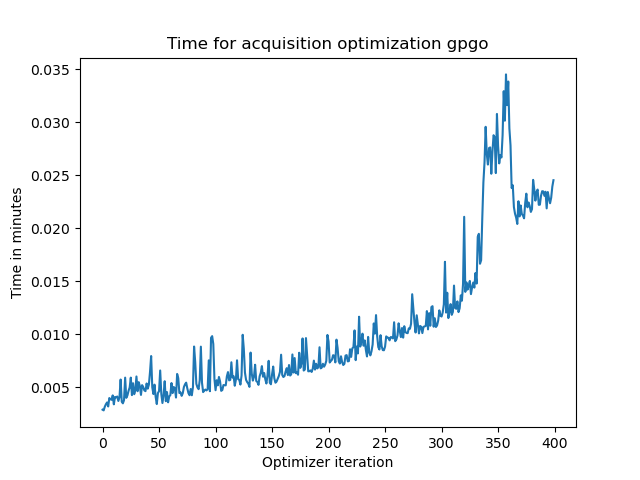 Time for acquisition optimization gpgo
0.035
0.030
0.025
0.020
0.015
0.010
0.005
Time in minutes
0 50 100 150 200 250 300 350 400
Optimizer iteration